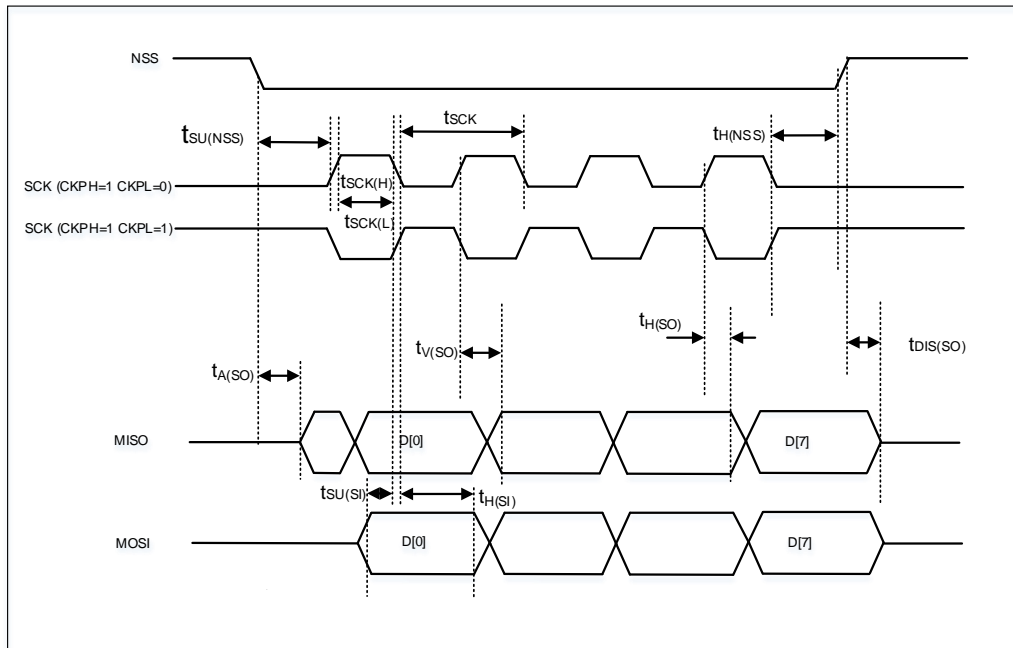 NSS
tSCK
tSU(NSS)
tH(NSS)
SCK (CKPH=1 CKPL=0)
tSCK(H)
tSCK(L)
SCK (CKPH=1 CKPL=1)
tH(SO)
tV(SO)
tDIS(SO)
tA(SO)
MISO
D[0]
D[7]
tSU(SI)
tH(SI)
MOSI
D[0]
D[7]